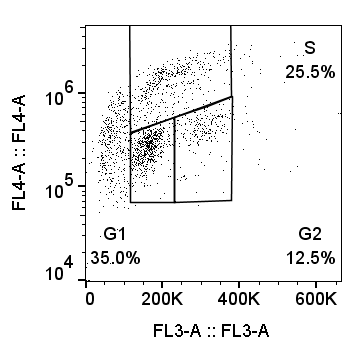 S
25.5%
10^6
FL4-A :: FL4-A
10^5
G1
35.0%
G2
12.5%
10^4
0 200K 400K 600K
FL3-A :: FL3-A